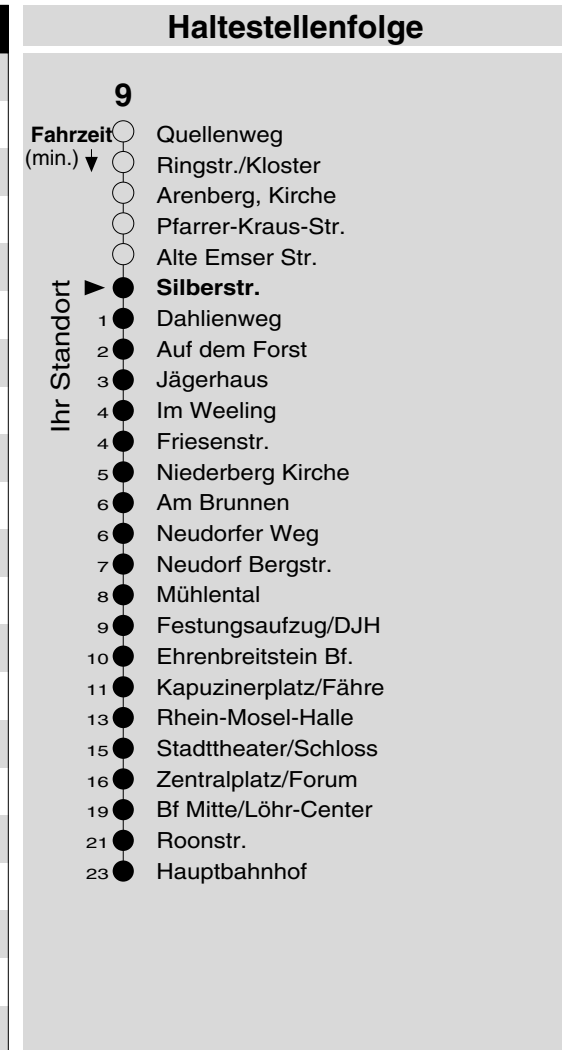 Haltestellenfolge
9
Fahrzeit Quellenweg
(min.) Ringstr./Kloster
Arenberg, Kirche
Pfarrer-Kraus-Str.
Alte Emser Str.
Ihr Standort
Silberstr.
1 Dahlienweg
2 Auf dem Forst
3 Jägerhaus
4 Im Weeling
4 Friesenstr.
5 Niederberg Kirche
6 Am Brunnen
6 Neudorfer Weg
7 Neudorf Bergstr.
8 Mühlental
9 Festungsaufzug/DJH
10 Ehrenbreitstein Bf.
11 Kapuzinerplatz/Fähre
13 Rhein-Mosel-Halle
15 Stadttheater/Schloss
16 Zentralplatz/Forum
19 Bf Mitte/Löhr-Center
21 Roonstr.
23 Hauptbahnhof